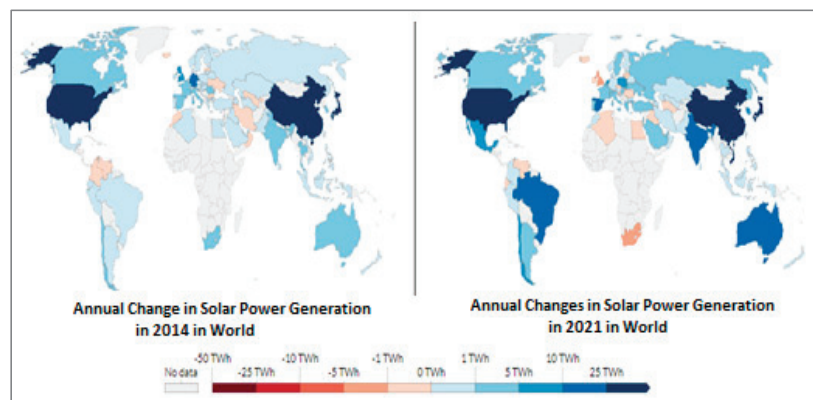 Annual Change in Solar Power Generation
in 2014 in World
Annual Changes in Solar Power Generation
in 2021 in World
-50 TWh -10 TWh -1 TWh 1 TWh 10 TWh
No data -25 TWh -5 TWh 0 TWh 5 TWh 25 TWh